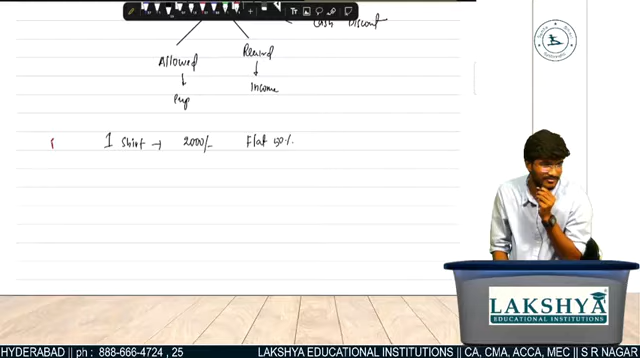 Cash Discount
Allowed
Received
Exp
Income
1 Shirt → 2000/- Flat 50%
LAKSHYA
EDUCATIONAL INSTITUTIONS
HYDERABAD || ph : 888-666-4724 , 25
LAKSHYA EDUCATIONAL INSTITUTIONS || CA, CMA, ACCA, MEC || S R NAGAR